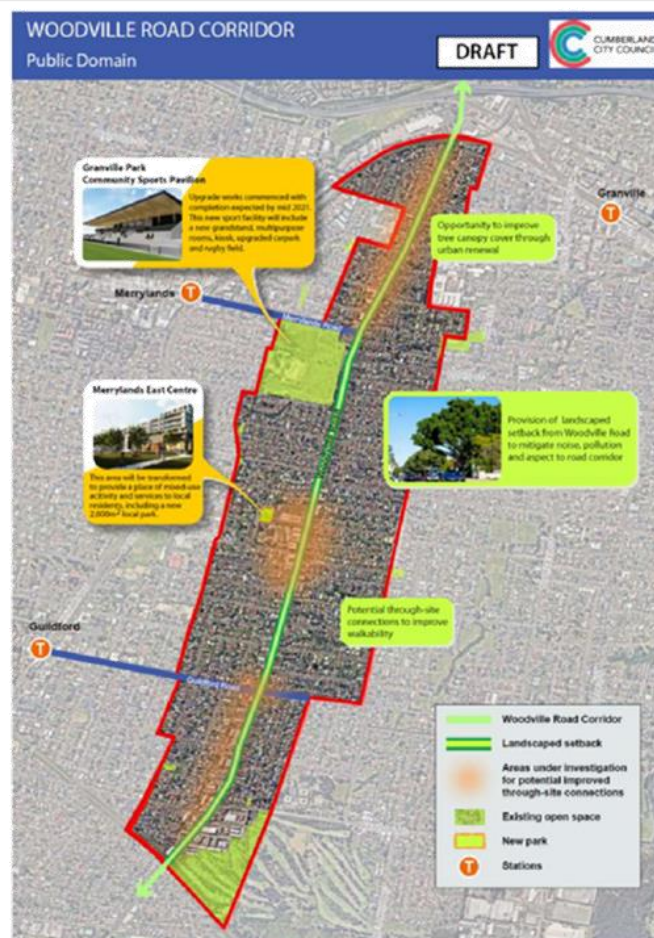 WOODVILLE ROAD CORRIDOR
Public Domain
DRAFT
CUMBERLAND
CITY COUNCIL
Granville Park
Community Sports Pavilion
Upgrade works commenced with
completion expected by mid 2021.
This new sport facility will include
a new grandstand, multipurpose
rooms, kiosk, upgraded carpark
and rugby field.
Granville
T
Opportunity to improve
tree canopy cover through
urban renewal
Merrylands T
Merrylands Road
Merrylands East Centre
This area will be transformed
to provide a place of mixed-use
acitivity and services to local
residents, including a new
2,000m² local park.
Provision of landscaped
setback from Woodville Road
to mitigate noise, pollution
and aspect to road corridor
Potential through-site
connections to improve
walkability
Guildford
T
Guildford Road
Woodville Road Corridor
Landscaped setback
Areas under investigation
for potential improved
through-site connections
Existing open space
New park
T Stations